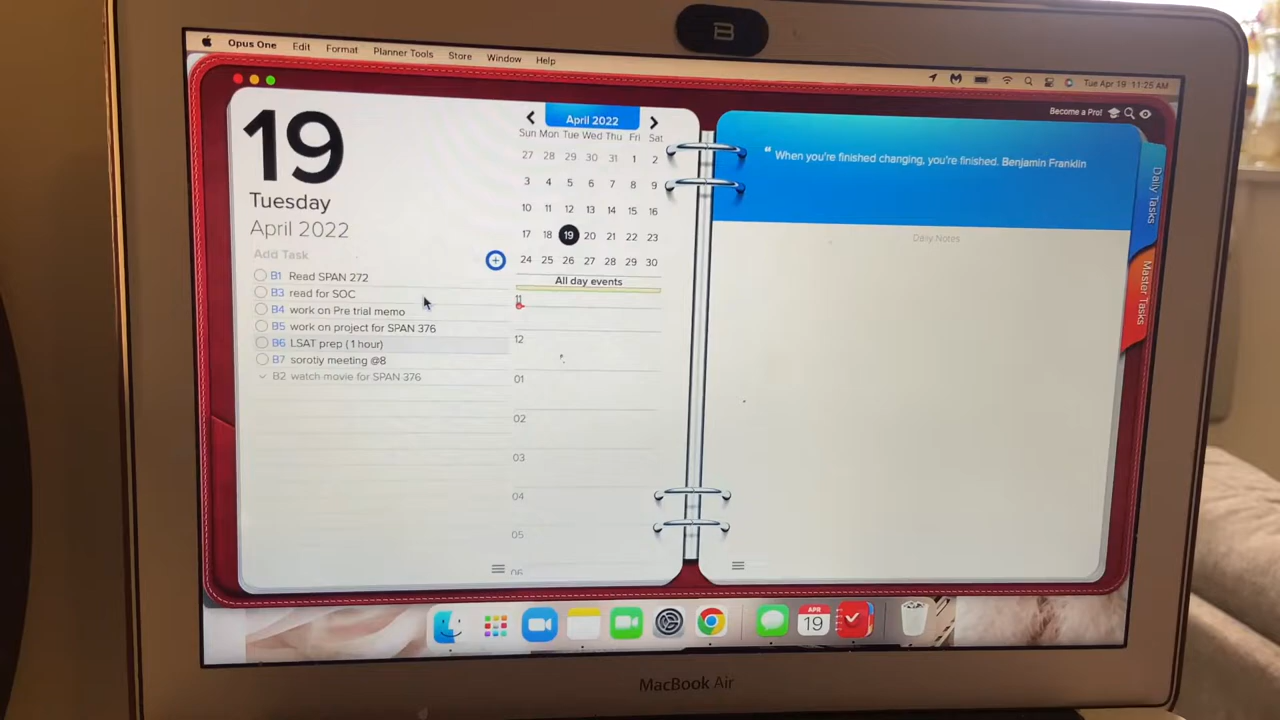 B
Opus One Edit Format Planner Tools Store Window Help
Tue Apr 19 11:25 AM
Become a Pro!
19
Tuesday
April 2022
Add Task
B1 Read SPAN 272
B3 read for SOC
B4 work on Pre trial memo
B5 work on project for SPAN 376
B6 LSAT prep (1 hour)
B7 sorotiy meeting @8
B2 watch movie for SPAN 376
April 2022
Sun Mon Tue Wed Thu Fri Sat
27 28 29 30 31 1 2
3 4 5 6 7 8 9
10 11 12 13 14 15 16
17 18 19 20 21 22 23
24 25 26 27 28 29 30
All day events
11
12
01
02
03
04
05
06
“ When you're finished changing, you're finished. Benjamin Franklin
Daily Notes
Daily Tasks
Master Tasks
APR
19
MacBook Air